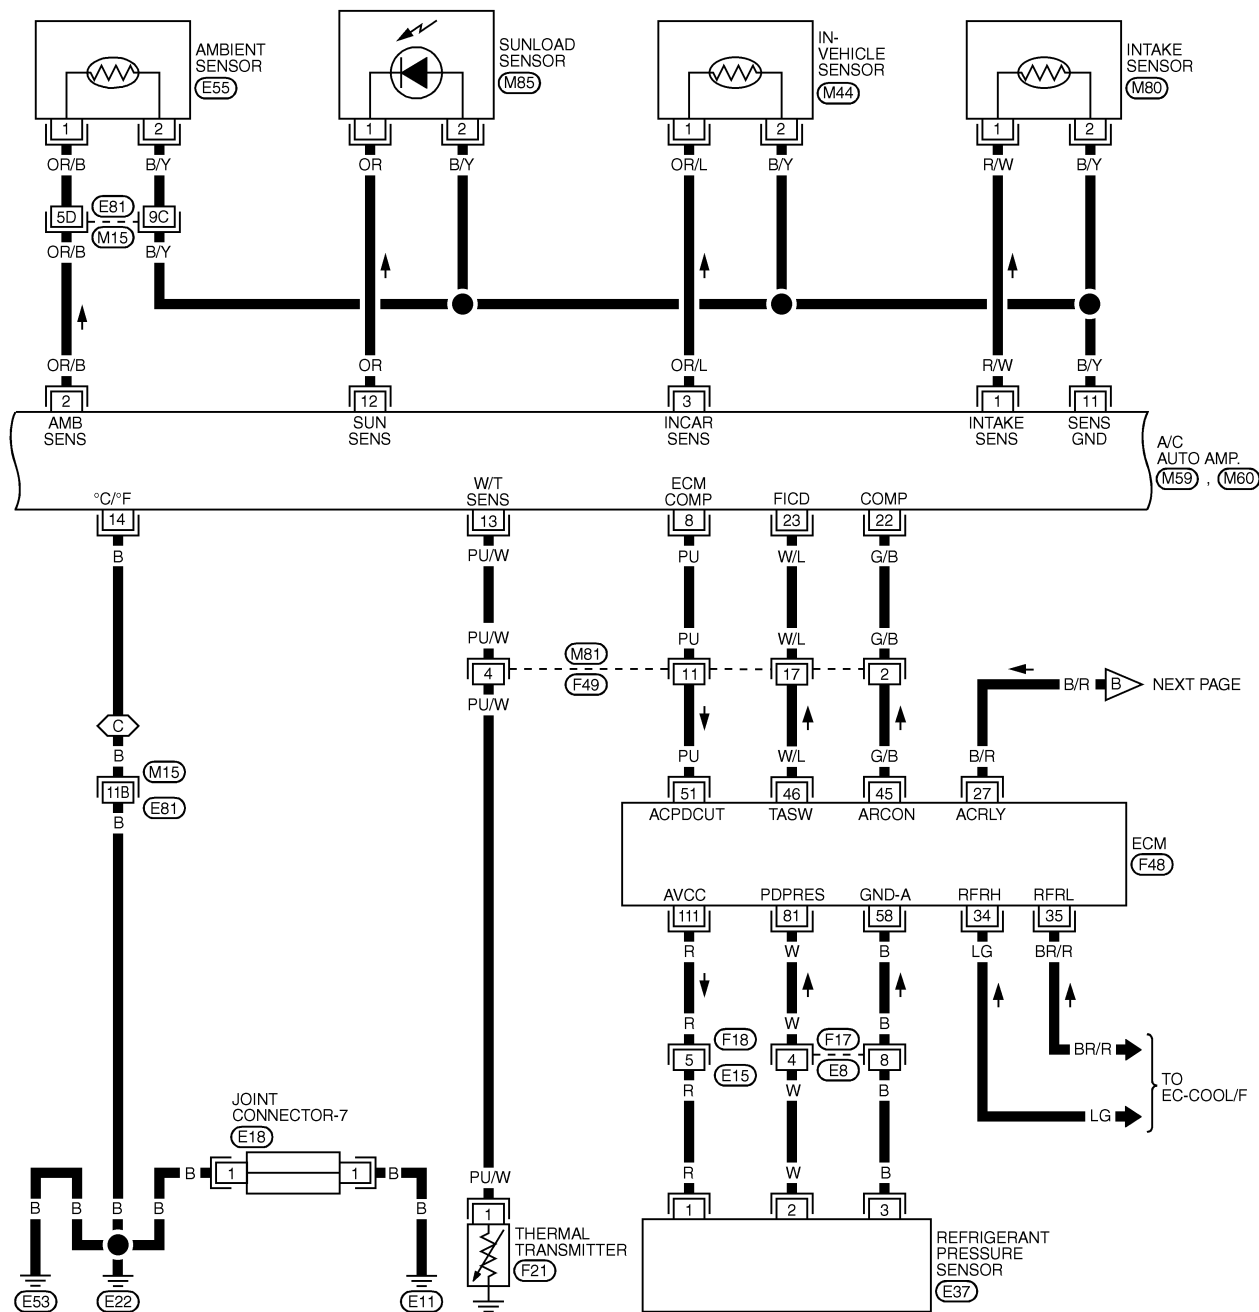 AMBIENT
SENSOR
E55
SUNLOAD
SENSOR
M85
IN-
VEHICLE
SENSOR
M44
INTAKE
SENSOR
M80
1 2 1 2 1 2 1 2
OR/B B/Y OR B/Y OR/L B/Y R/W B/Y
5D E81 9C
M15
OR/B B/Y
OR/B OR OR/L R/W B/Y
2 12 3 1 11
AMB
SENS
SUN
SENS
INCAR
SENS
INTAKE
SENS
SENS
GND
A/C
AUTO AMP.
M59 , M60
°C/°F
W/T
SENS
ECM
COMP
FICD
COMP
14 13 8 23 22
B PU/W PU W/L G/B
PU/W PU W/L G/B
M81
4 11 17 2
F49
PU/W
B/R B NEXT PAGE
C
B PU W/L G/B B/R
M15
11B
E81
B
51 46 45 27
ACPDCUT TASW ARCON ACRLY
ECM
F48
AVCC PDPRES GND-A RFRH RFRL
111 81 58 34 35
R W B LG BR/R
R W B
F18 F17
5 4 8
E15 E8
R W B
BR/R
LG
TO
EC-COOL/F
JOINT
CONNECTOR-7
E18
B 1 1 B
B B B B B
PU/W R W B
1 1 2 3
THERMAL
TRANSMITTER
F21
REFRIGERANT
PRESSURE
SENSOR
E37
E53 E22 E11